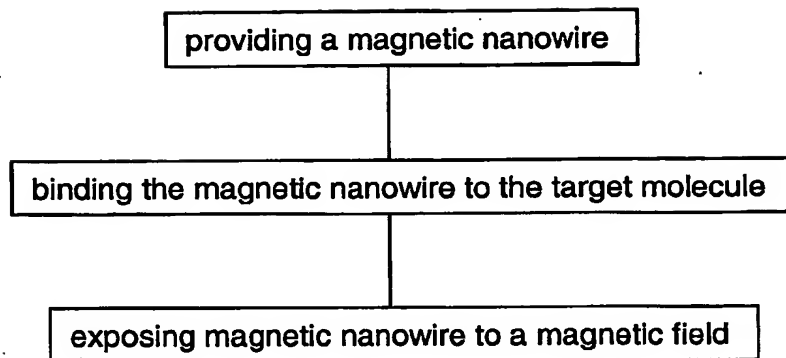 providing a magnetic nanowire
binding the magnetic nanowire to the target molecule
exposing magnetic nanowire to a magnetic field